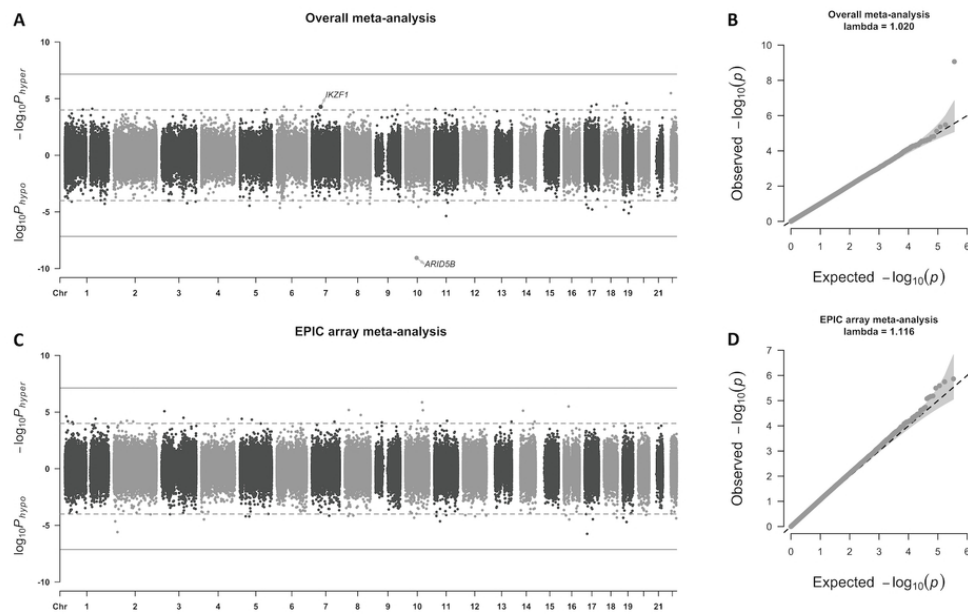 A
Overall meta-analysis
10
5
0
-5
-10
−log10Phyper
log10Phypo
IKZF1
ARID5B
Chr 1 2 3 4 5 6 7 8 9 10 11 12 13 14 15 16 17 18 19 20 21
B
Overall meta-analysis
lambda = 1.020
10
8
6
4
2
0
Observed −log10(p)
0 1 2 3 4 5 6
Expected −log10(p)
C
EPIC array meta-analysis
10
5
0
-5
-10
−log10Phyper
log10Phypo
Chr 1 2 3 4 5 6 7 8 9 10 11 12 13 14 15 16 17 18 19 20 21
D
EPIC array meta-analysis
lambda = 1.116
7
6
5
4
3
2
1
0
Observed −log10(p)
0 1 2 3 4 5 6
Expected −log10(p)